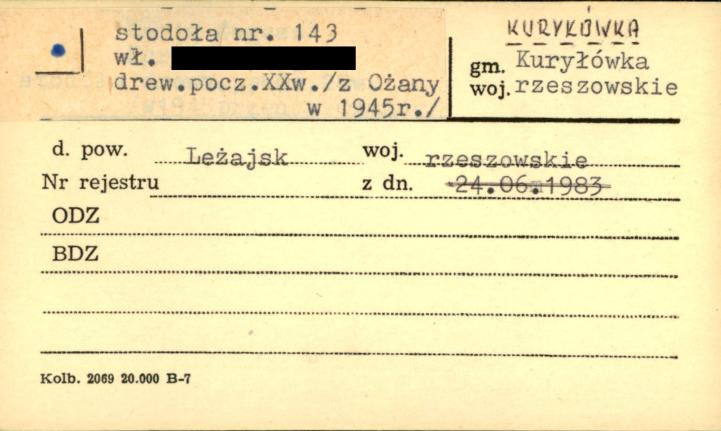 stodoła nr. 143
wł.
drew.pocz.XXw./z Ożany
w 1945r./
KURYŁÓWKA
gm. Kuryłówka
woj. rzeszowskie
d. pow. Leżajsk woj. rzeszowskie
Nr rejestru z dn. 24.06.1983
ODZ
BDZ
Kolb. 2069 20.000 B-7